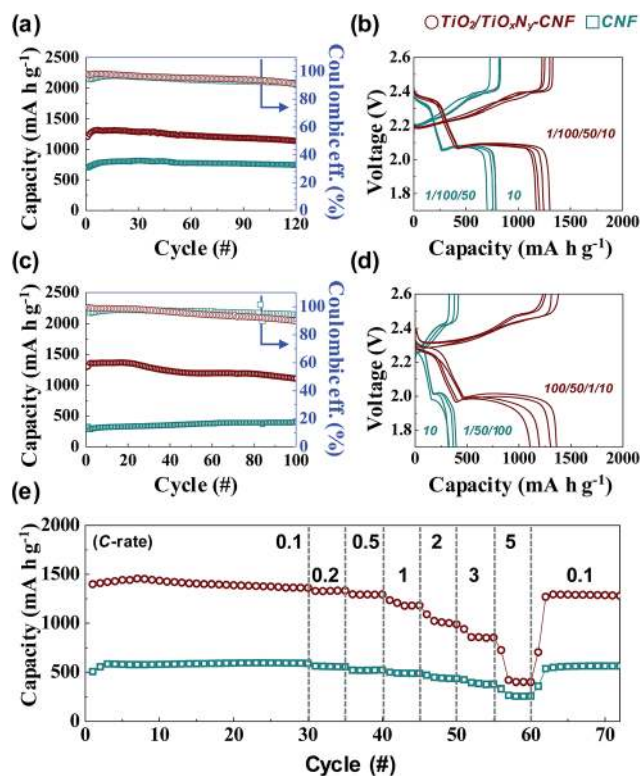 TiO₂/TiOₓNᵧ-CNF CNF
(a)
2500
2000
1500
1000
500
0
Capacity (mA h g⁻¹)
100
80
60
40
20
0
Coulombic eff. (%)
0 20 40 60 80 100 120
Cycle (#)
(b)
2.6
2.4
2.2
2.0
1.8
Voltage (V)
1/100/50/10
1/100/50
10
0 500 1000 1500 2000
Capacity (mA h g⁻¹)
(c)
2500
2000
1500
1000
500
0
Capacity (mA h g⁻¹)
100
80
60
40
20
0
Coulombic eff. (%)
0 20 40 60 80 100
Cycle (#)
(d)
2.6
2.4
2.2
2.0
1.8
Voltage (V)
100/50/1/10
10
1/50/100
0 500 1000 1500 2000
Capacity (mA h g⁻¹)
(e)
2000
1500
1000
500
0
Capacity (mA h g⁻¹)
(C-rate)
0.1 0.2 0.5 1 2 3 5 0.1
0 10 20 30 40 50 60 70
Cycle (#)